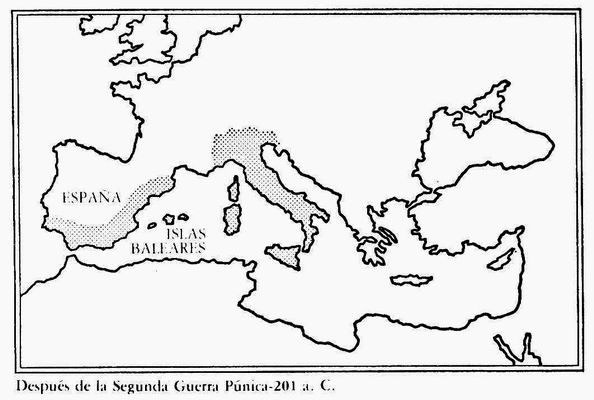 ESPAÑA
ISLAS
BALEARES
Después de la Segunda Guerra Púnica-201 a. C.